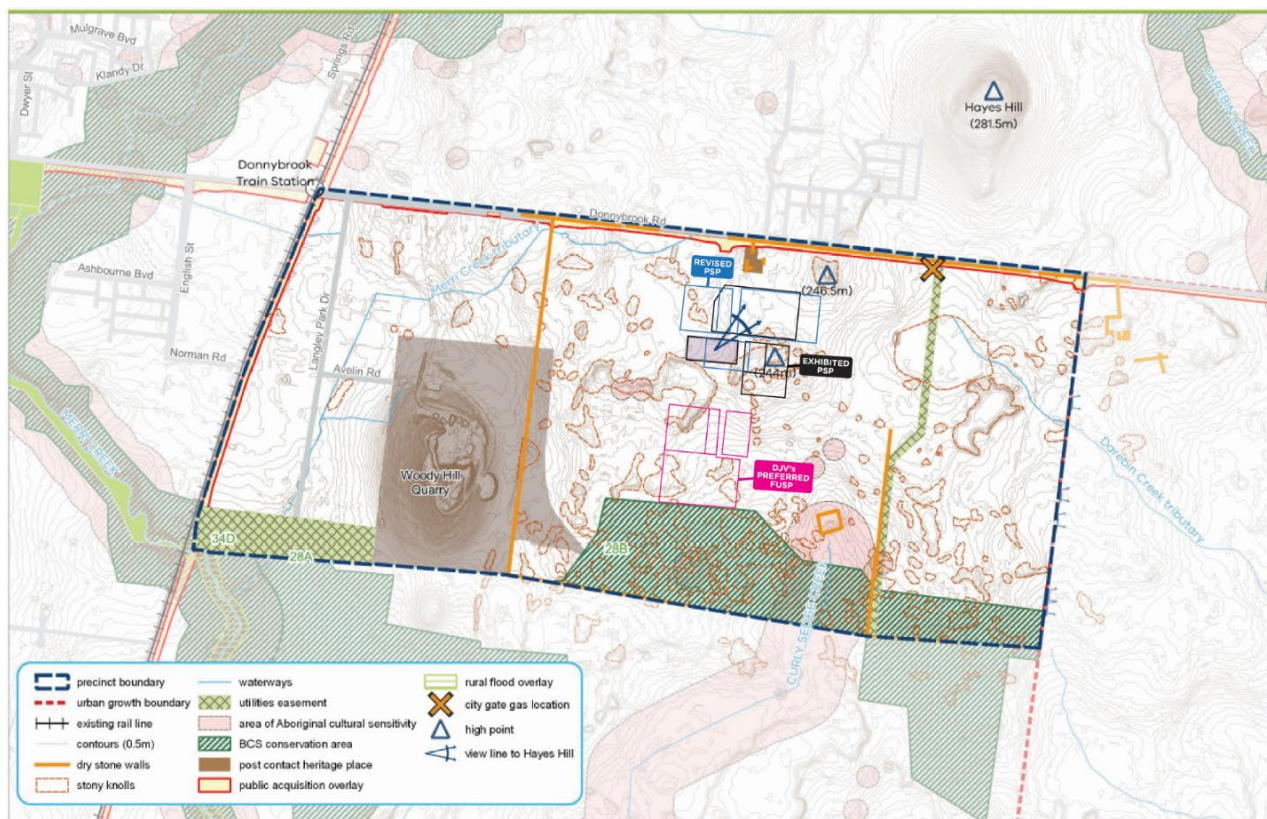 Mulgrave Bvd
Klandy Dr
Dwyer St
Springs Rd
Hayes Hill
(281.5m)
DAREBIN CREEK
Donnybrook
Train Station
Donnybrook Rd
English St
Ashbourne Bvd
Langley Park Dr
Merri Creek tributary
REVISED
PSP
(246.5m)
Norman Rd
Avelin Rd
EXHIBITED
PSP
(244m)
MERRI CREEK
Woody Hill
Quarry
DJV's
PREFERRED
FUSP
Darebin Creek tributary
34D
28A
28B
CURLY SEDGE CREEK
precinct boundary
urban growth boundary
existing rail line
contours (0.5m)
dry stone walls
stony knolls
waterways
utilities easement
area of Aboriginal cultural sensitivity
BCS conservation area
post contact heritage place
public acquisition overlay
rural flood overlay
city gate gas location
high point
view line to Hayes Hill